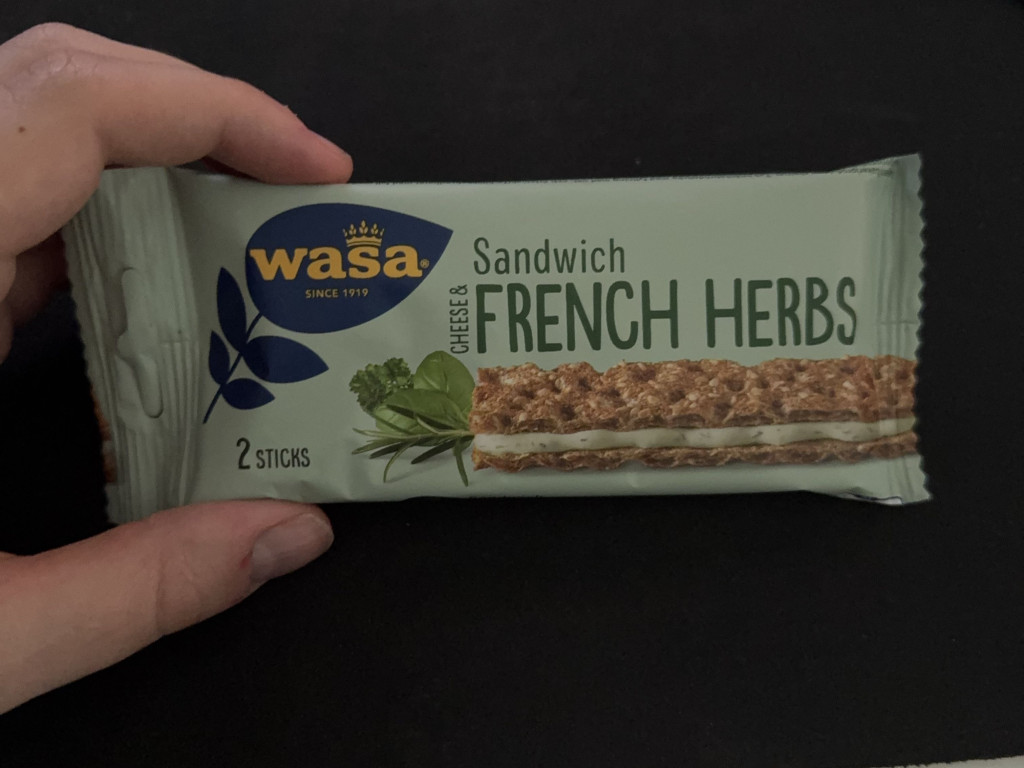 wasa®
SINCE 1919
Sandwich
CHEESE &
FRENCH HERBS
2 STICKS